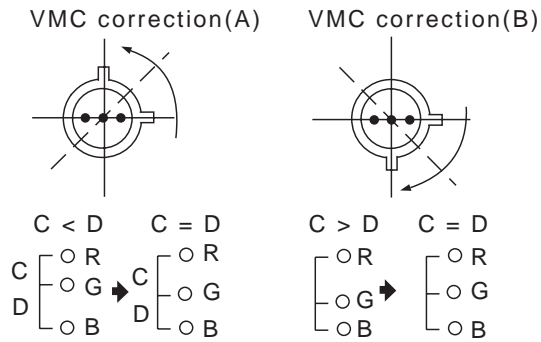 VMC correction(A)
VMC correction(B)
C < D
C = D
C > D
C = D
C
D
R
G
B
C
D
R
G
B
R
G
B
R
G
B